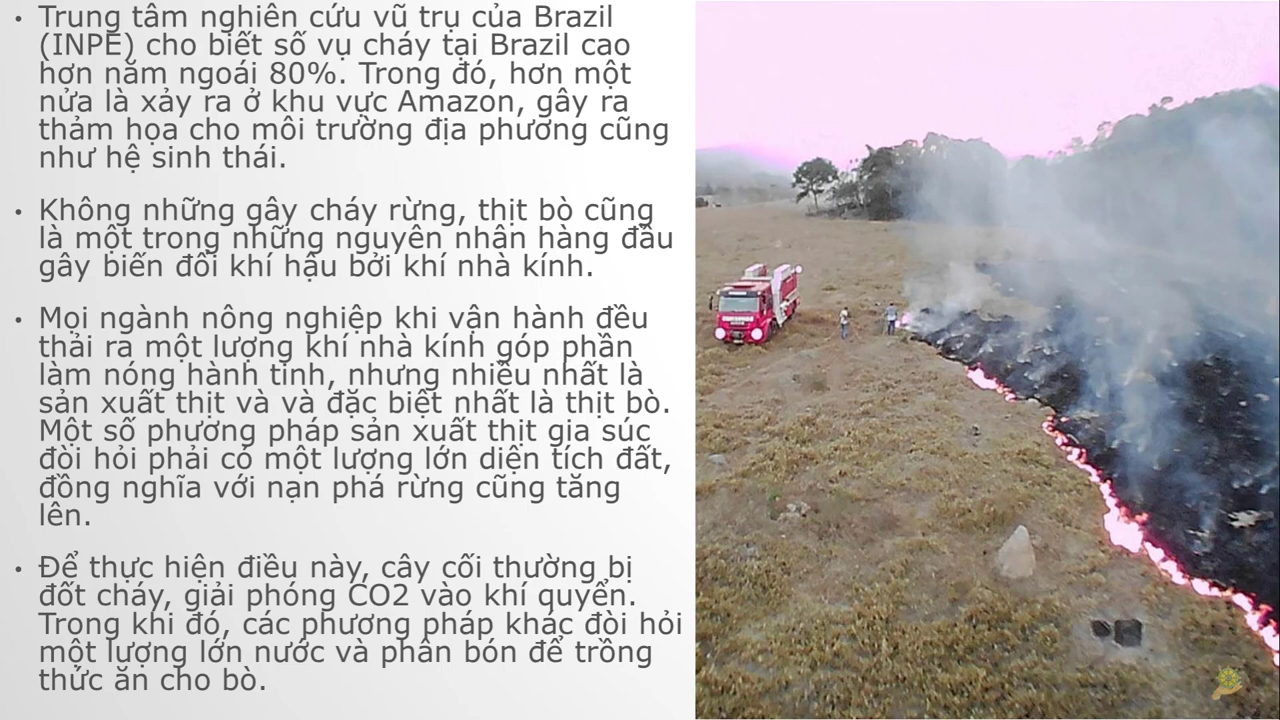 • Trung tâm nghiên cứu vũ trụ của Brazil
(INPE) cho biết số vụ cháy tại Brazil cao
hơn năm ngoái 80%. Trong đó, hơn một
nửa là xảy ra ở khu vực Amazon, gây ra
thảm họa cho môi trường địa phương cũng
như hệ sinh thái.
• Không những gây cháy rừng, thịt bò cũng
là một trong những nguyên nhân hàng đầu
gây biến đổi khí hậu bởi khí nhà kính.
• Mọi ngành nông nghiệp khi vận hành đều
thải ra một lượng khí nhà kính góp phần
làm nóng hành tinh, nhưng nhiều nhất là
sản xuất thịt và và đặc biệt nhất là thịt bò.
Một số phương pháp sản xuất thịt gia súc
đòi hỏi phải có một lượng lớn diện tích đất,
đồng nghĩa với nạn phá rừng cũng tăng
lên.
• Để thực hiện điều này, cây cối thường bị
đốt cháy, giải phóng CO2 vào khí quyển.
Trong khi đó, các phương pháp khác đòi hỏi
một lượng lớn nước và phân bón để trồng
thức ăn cho bò.